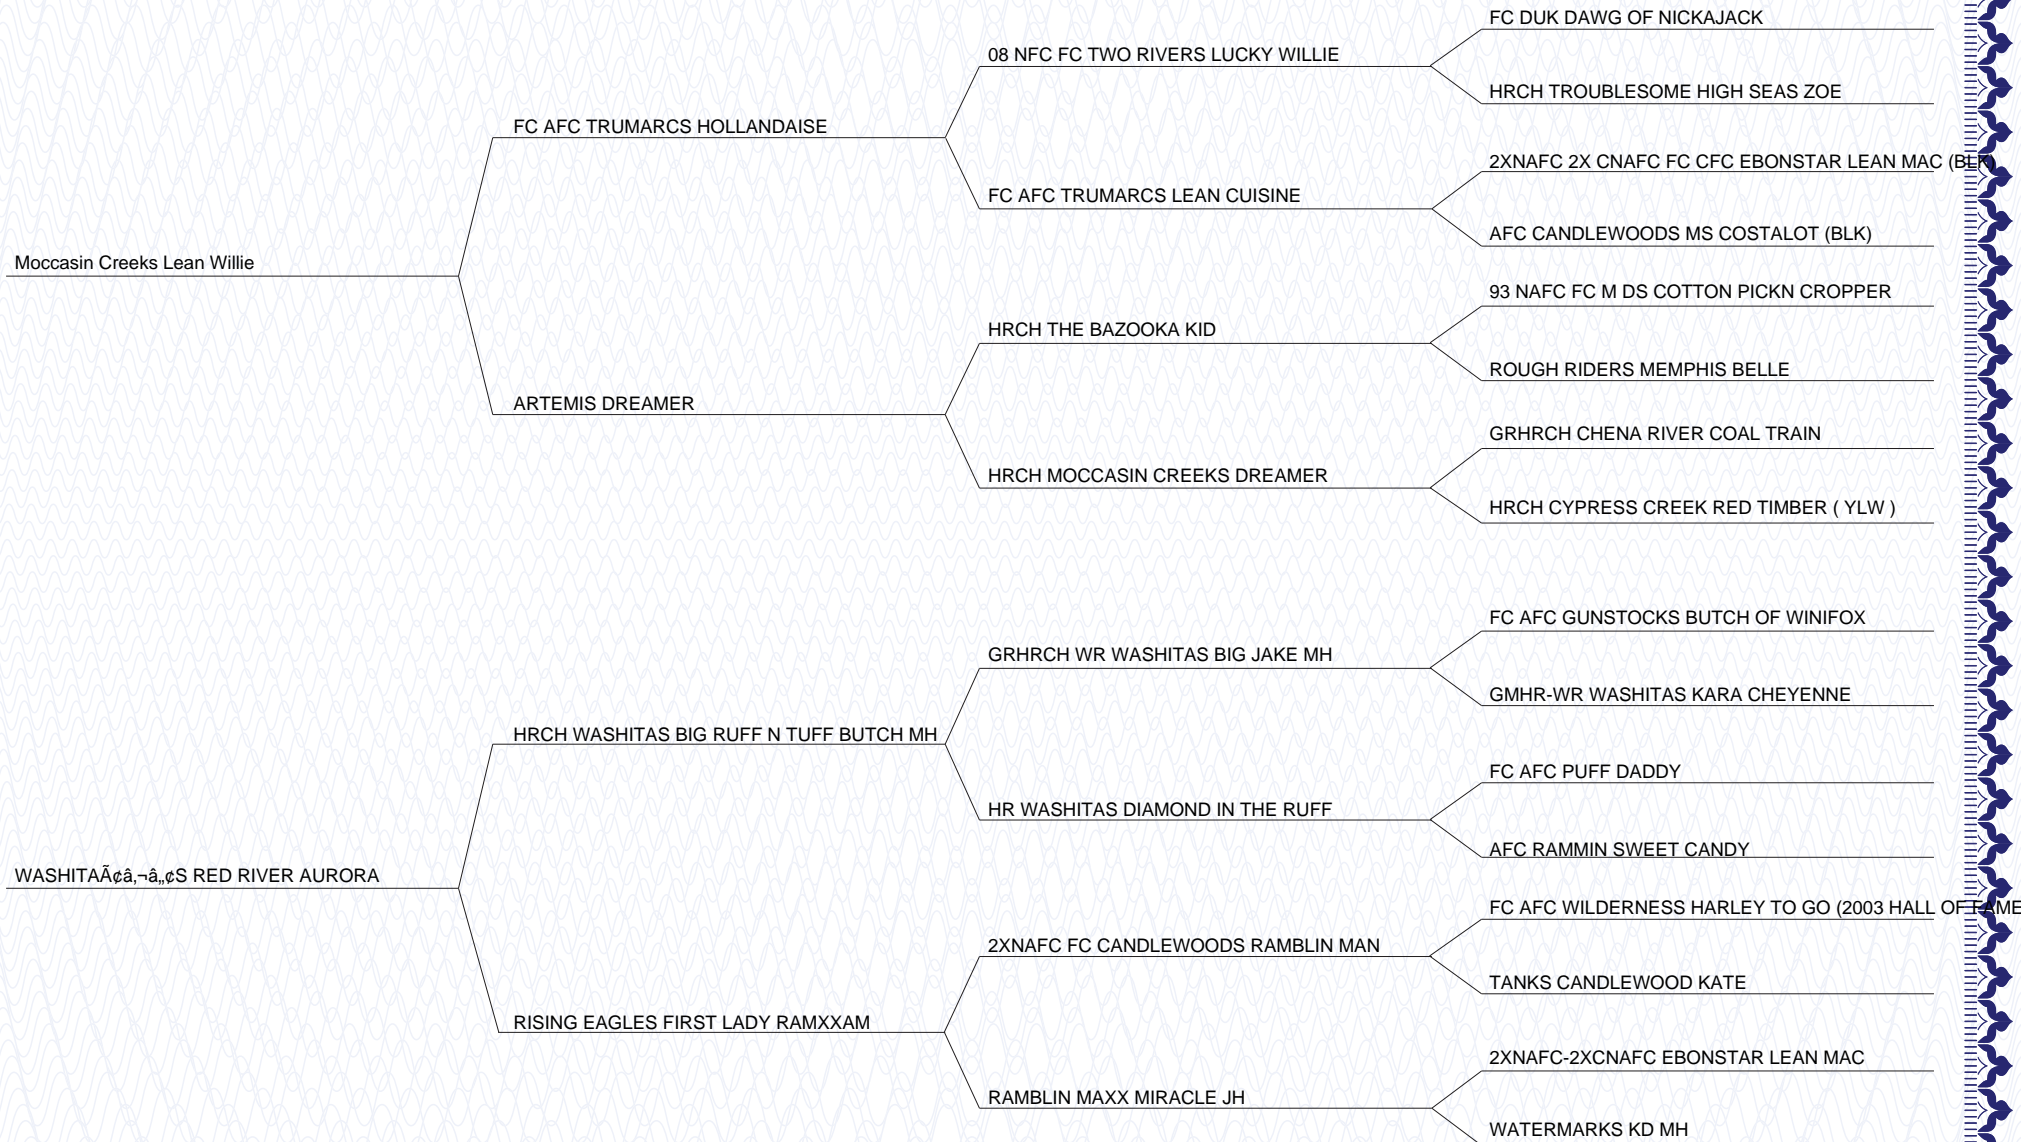 FC DUK DAWG OF NICKAJACK
08 NFC FC TWO RIVERS LUCKY WILLIE
HRCH TROUBLESOME HIGH SEAS ZOE
FC AFC TRUMARCS HOLLANDAISE
2XNAFC 2X CNAFC FC CFC EBONSTAR LEAN MAC (BLK)
FC AFC TRUMARCS LEAN CUISINE
AFC CANDLEWOODS MS COSTALOT (BLK)
Moccasin Creeks Lean Willie
93 NAFC FC M DS COTTON PICKN CROPPER
HRCH THE BAZOOKA KID
ROUGH RIDERS MEMPHIS BELLE
ARTEMIS DREAMER
GRHRCH CHENA RIVER COAL TRAIN
HRCH MOCCASIN CREEKS DREAMER
HRCH CYPRESS CREEK RED TIMBER ( YLW )
FC AFC GUNSTOCKS BUTCH OF WINIFOX
GRHRCH WR WASHITAS BIG JAKE MH
GMHR-WR WASHITAS KARA CHEYENNE
HRCH WASHITAS BIG RUFF N TUFF BUTCH MH
FC AFC PUFF DADDY
HR WASHITAS DIAMOND IN THE RUFF
AFC RAMMIN SWEET CANDY
WASHITAÃ¢â‚¬â„¢S RED RIVER AURORA
FC AFC WILDERNESS HARLEY TO GO (2003 HALL OF FAME
2XNAFC FC CANDLEWOODS RAMBLIN MAN
TANKS CANDLEWOOD KATE
RISING EAGLES FIRST LADY RAMXXAM
2XNAFC-2XCNAFC EBONSTAR LEAN MAC
RAMBLIN MAXX MIRACLE JH
WATERMARKS KD MH